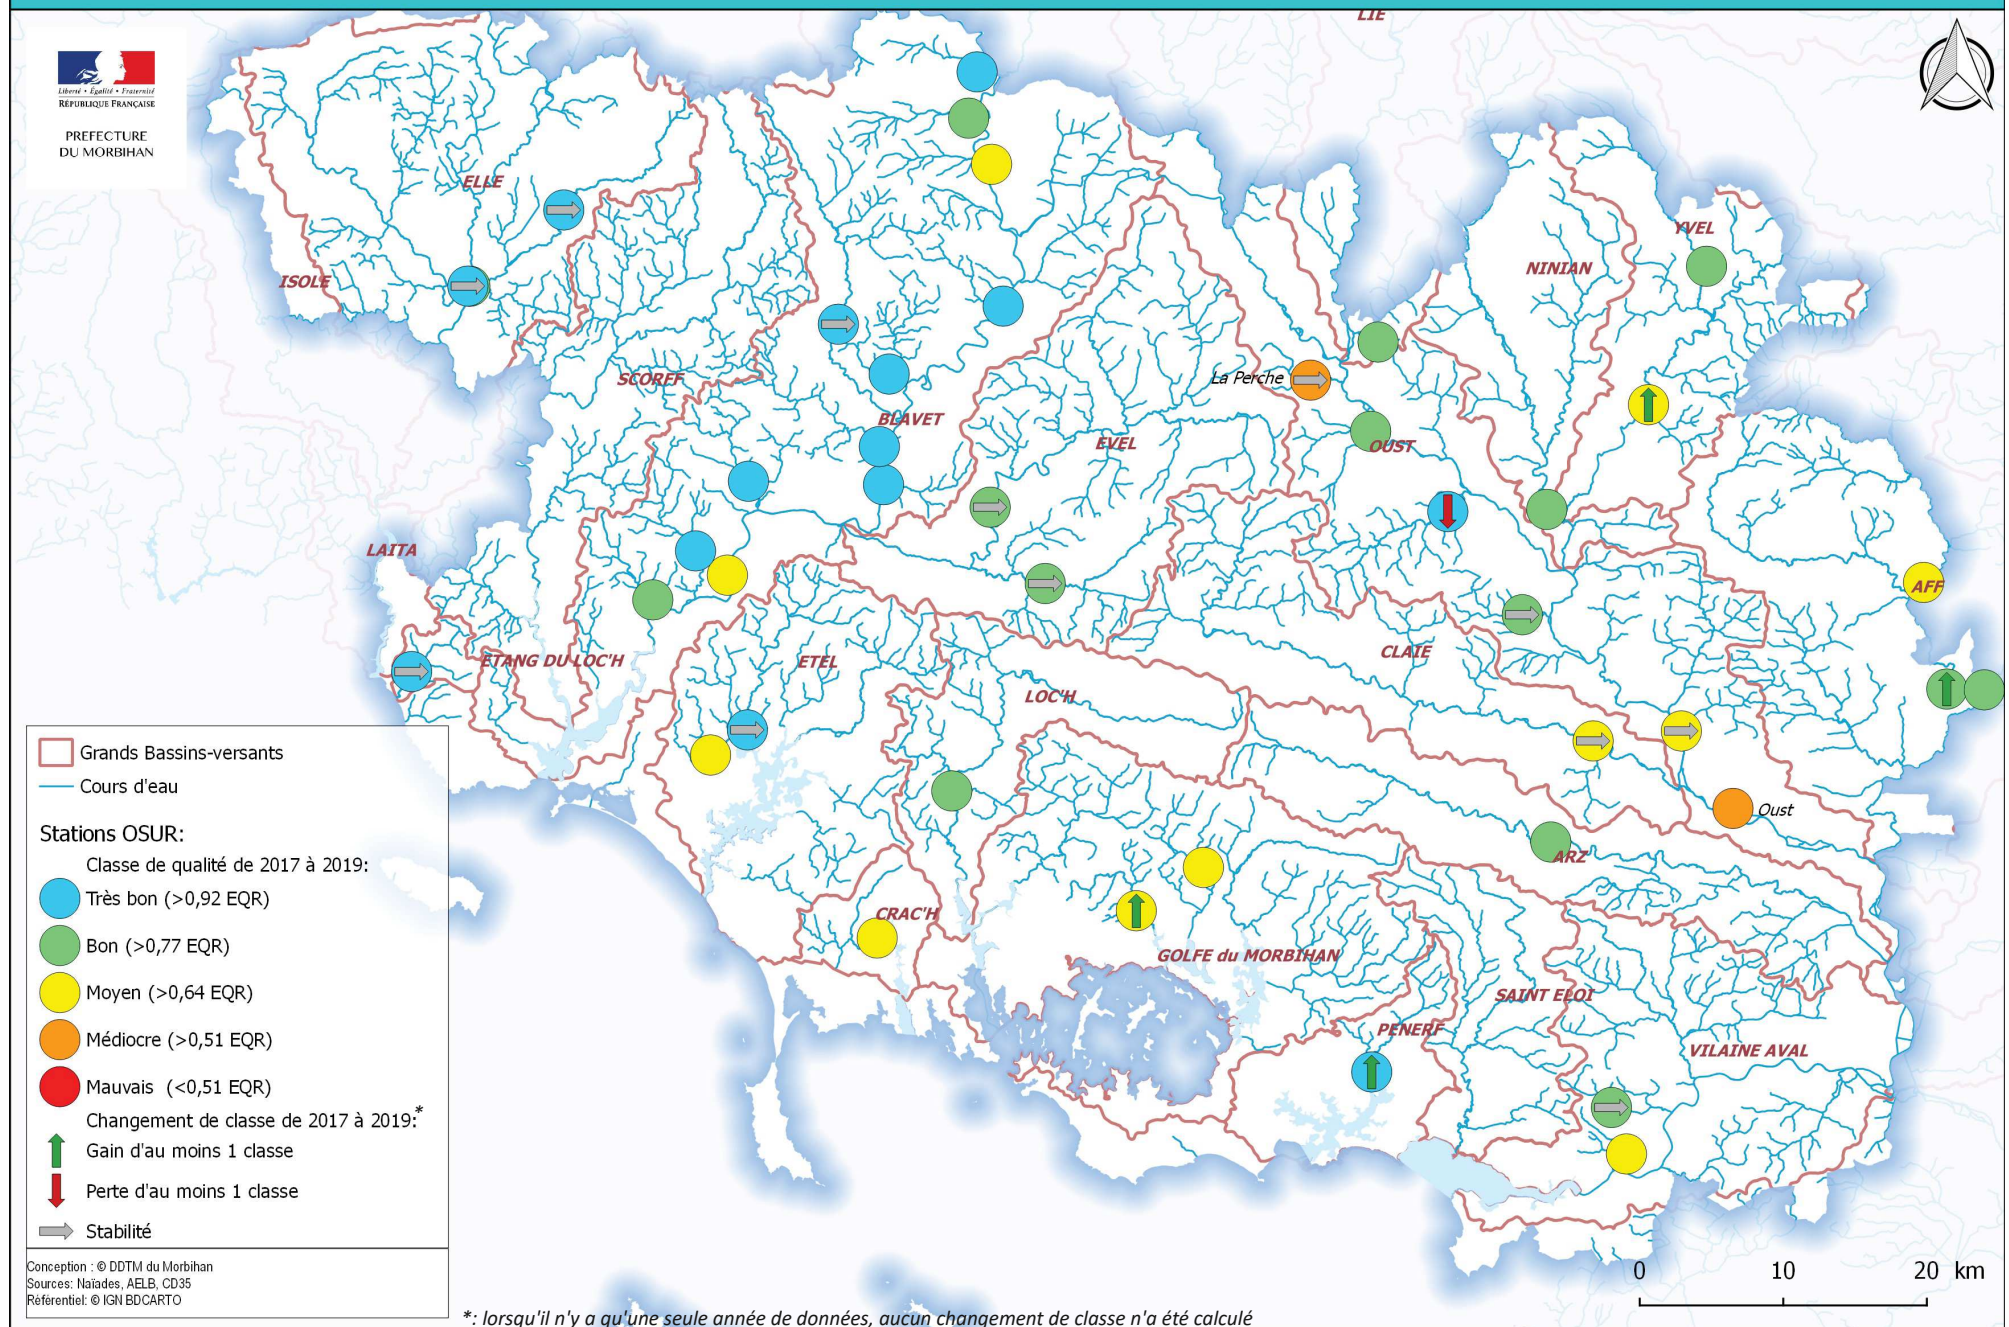 LIE
Liberté • Égalité • Fraternité
RÉPUBLIQUE FRANÇAISE
PREFECTURE
DU MORBIHAN
ELLE
YVEL
NINIAN
ISOLE
SCORFF
La Perche
BLAVET
EVEL
OUST
LAITA
AFF
ETANG DU LOC'H
ETEL
CLAIE
LOC'H
Oust
ARZ
CRAC'H
GOLFE du MORBIHAN
SAINT ELOI
PENERF
VILAINE AVAL
Grands Bassins-versants
Cours d'eau
Stations OSUR:
Classe de qualité de 2017 à 2019:
Très bon (>0,92 EQR)
Bon (>0,77 EQR)
Moyen (>0,64 EQR)
Médiocre (>0,51 EQR)
Mauvais (<0,51 EQR)
Changement de classe de 2017 à 2019:*
Gain d'au moins 1 classe
Perte d'au moins 1 classe
Stabilité
Conception : © DDTM du Morbihan
Sources: Naïades, AELB, CD35
Référentiel: © IGN BDCARTO
0 10 20 km
*: lorsqu'il n'y a qu'une seule année de données, aucun changement de classe n'a été calculé